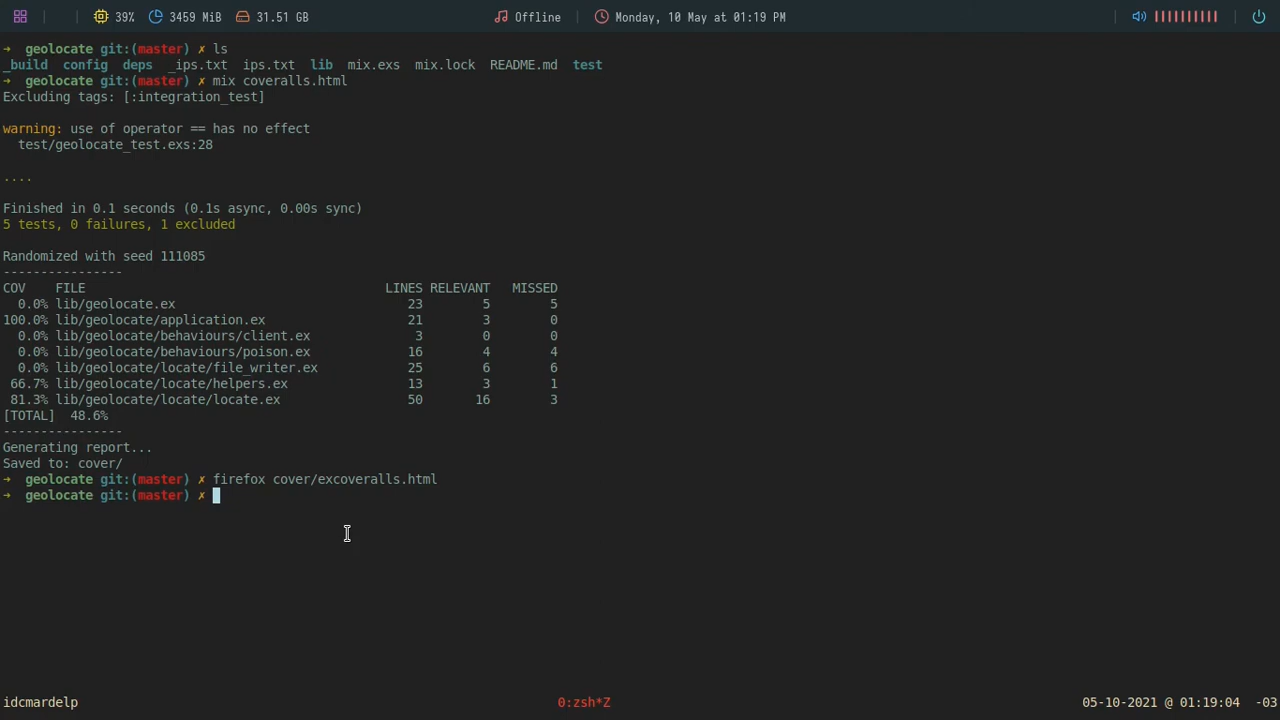 39% 3459 MiB 31.51 GB Offline Monday, 10 May at 01:19 PM
→ geolocate git:(master) ✗ ls
_build config deps _ips.txt ips.txt lib mix.exs mix.lock README.md test
→ geolocate git:(master) ✗ mix coveralls.html
Excluding tags: [:integration_test]
warning: use of operator == has no effect
test/geolocate_test.exs:28
....
Finished in 0.1 seconds (0.1s async, 0.00s sync)
5 tests, 0 failures, 1 excluded
Randomized with seed 111085
----------------
COV FILE LINES RELEVANT MISSED
0.0% lib/geolocate.ex 23 5 5
100.0% lib/geolocate/application.ex 21 3 0
0.0% lib/geolocate/behaviours/client.ex 3 0 0
0.0% lib/geolocate/behaviours/poison.ex 16 4 4
0.0% lib/geolocate/locate/file_writer.ex 25 6 6
66.7% lib/geolocate/locate/helpers.ex 13 3 1
81.3% lib/geolocate/locate/locate.ex 50 16 3
[TOTAL] 48.6%
----------------
Generating report...
Saved to: cover/
→ geolocate git:(master) ✗ firefox cover/excoveralls.html
→ geolocate git:(master) ✗
idcmardelp 0:zsh*Z 05-10-2021 @ 01:19:04 -03